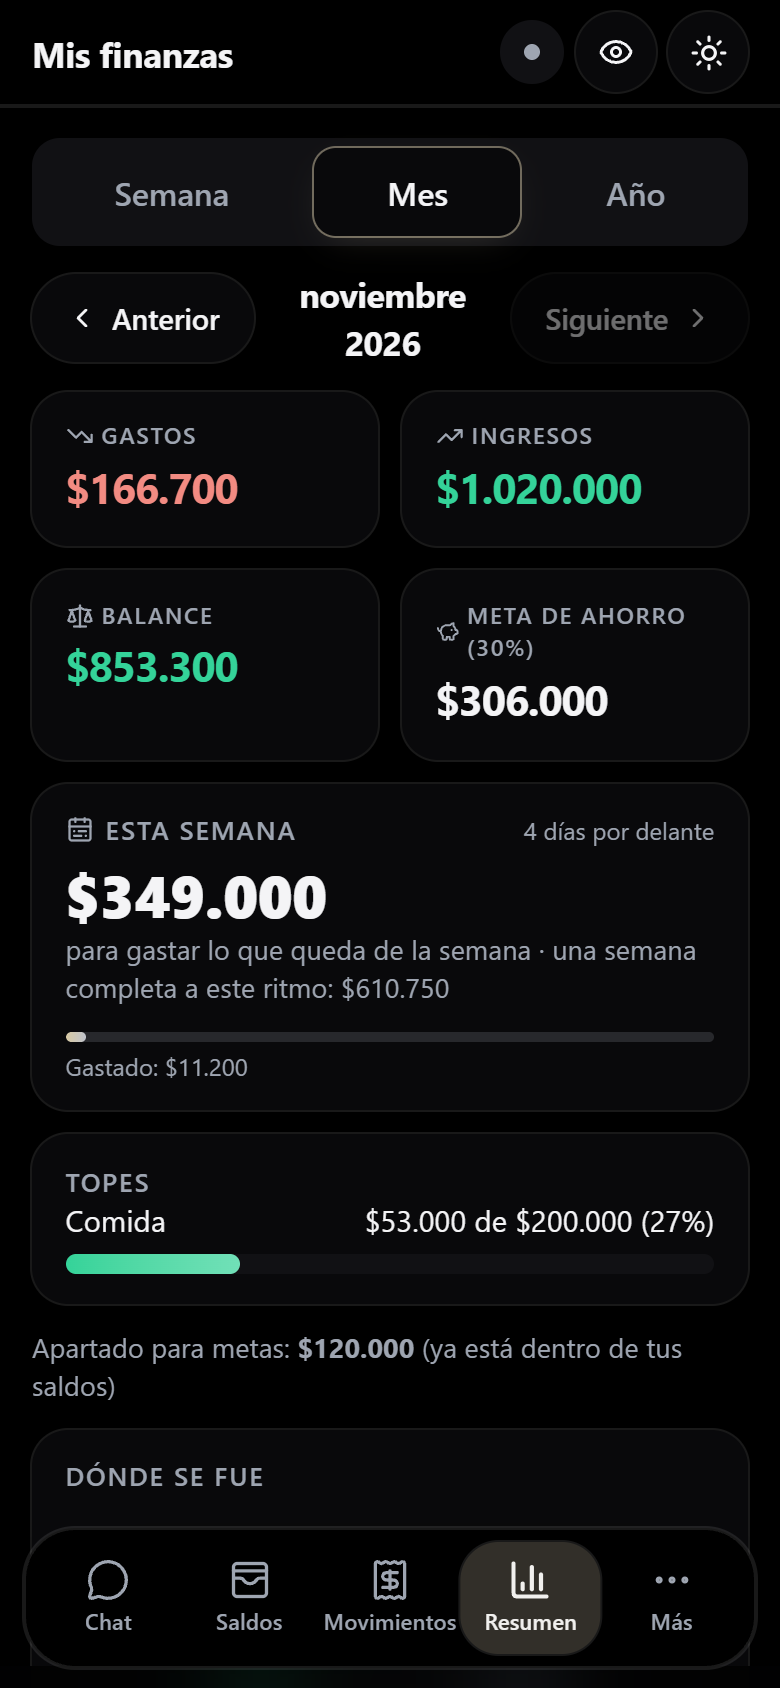 Mis finanzas
Semana
Mes
Año
Anterior
noviembre
2026
Siguiente
GASTOS
$166.700
INGRESOS
$1.020.000
BALANCE
$853.300
META DE AHORRO
(30%)
$306.000
ESTA SEMANA
4 días por delante
$349.000
para gastar lo que queda de la semana · una semana
completa a este ritmo: $610.750
Gastado: $11.200
TOPES
Comida
$53.000 de $200.000 (27%)
Apartado para metas: $120.000 (ya está dentro de tus
saldos)
DÓNDE SE FUE
Chat
Saldos
Movimientos
Resumen
Más